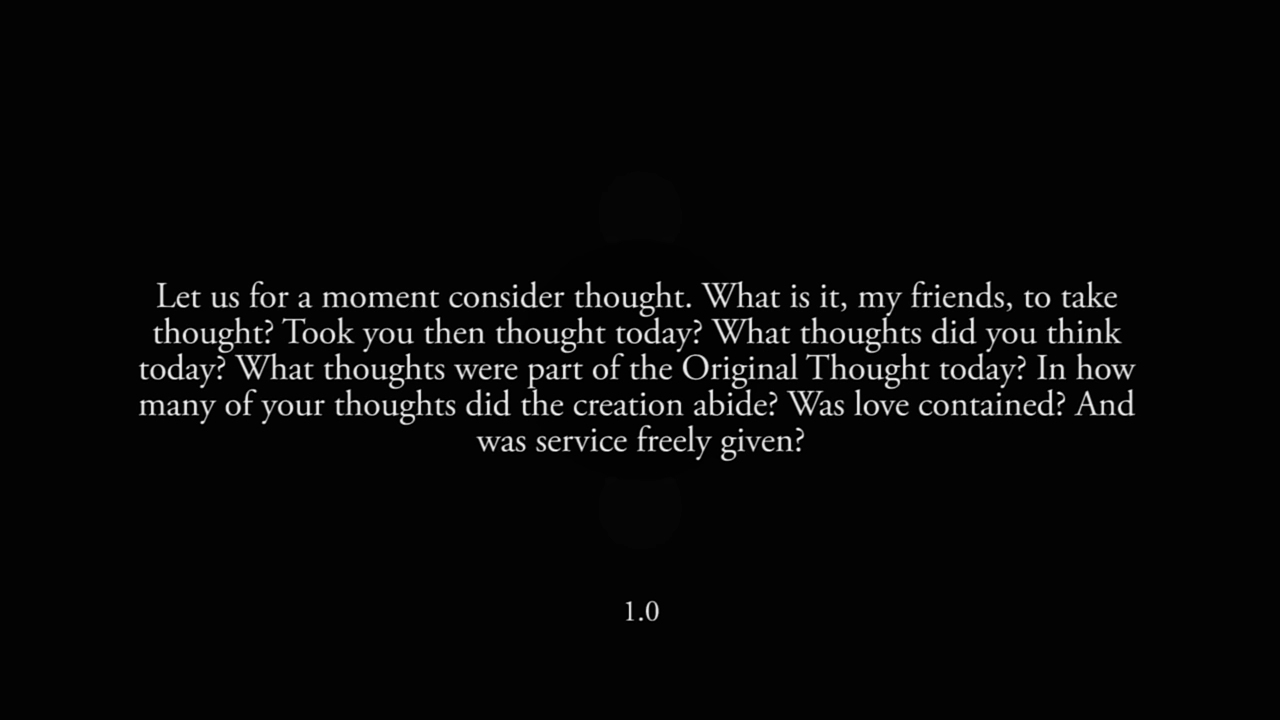 Let us for a moment consider thought. What is it, my friends, to take
thought? Took you then thought today? What thoughts did you think
today? What thoughts were part of the Original Thought today? In how
many of your thoughts did the creation abide? Was love contained? And
was service freely given?
1.0